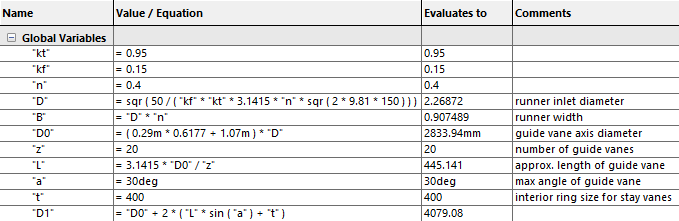 Name Value / Equation Evaluates to Comments
Global Variables
"kt" = 0.95 0.95
"kf" = 0.15 0.15
"n" = 0.4 0.4
"D" = sqr ( 50 / ( "kf" * "kt" * 3.1415 * "n" * sqr ( 2 * 9.81 * 150 ) ) ) 2.26872 runner inlet diameter
"B" = "D" * "n" 0.907489 runner width
"D0" = ( 0.29m * 0.6177 + 1.07m ) * "D" 2833.94mm guide vane axis diameter
"z" = 20 20 number of guide vanes
"L" = 3.1415 * "D0" / "z" 445.141 approx. length of guide vane
"a" = 30deg 30deg max angle of guide vane
"t" = 400 400 interior ring size for stay vanes
"D1" = "D0" + 2 * ( "L" * sin ( "a" ) + "t" ) 4079.08